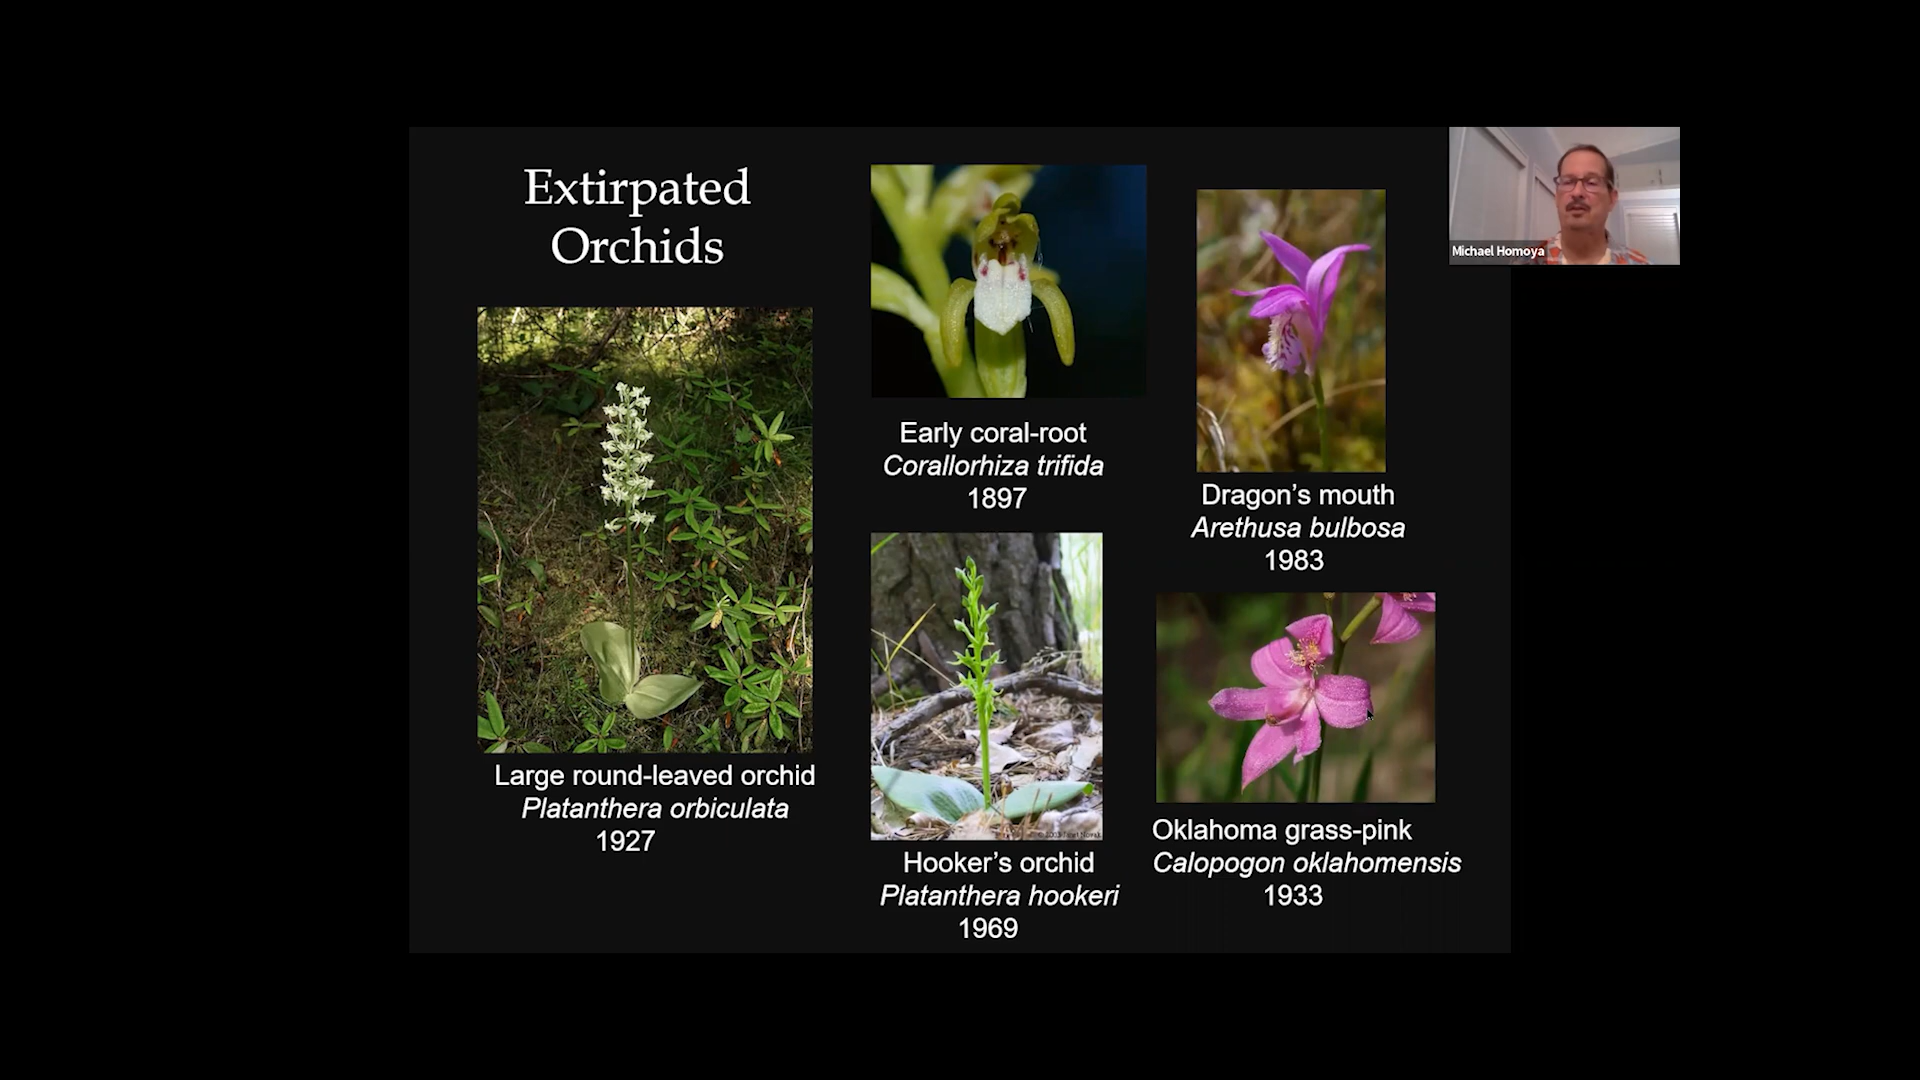 Extirpated
Orchids
Large round-leaved orchid
Platanthera orbiculata
1927
Early coral-root
Corallorhiza trifida
1897
Hooker's orchid
Platanthera hookeri
1969
Dragon's mouth
Arethusa bulbosa
1983
Oklahoma grass-pink
Calopogon oklahomensis
1933
Michael Homoya